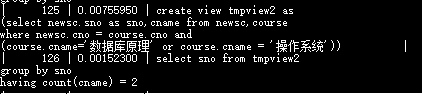 | 125 | 0.00755950 | create view tmpview2 as
(select newsc.sno as sno,cname from newsc,course
where newsc.cno = course.cno and
(course.cname='数据库原理' or course.cname = '操作系统')) |
| 126 | 0.00152300 | select sno from tmpview2
group by sno
having count(cname) = 2